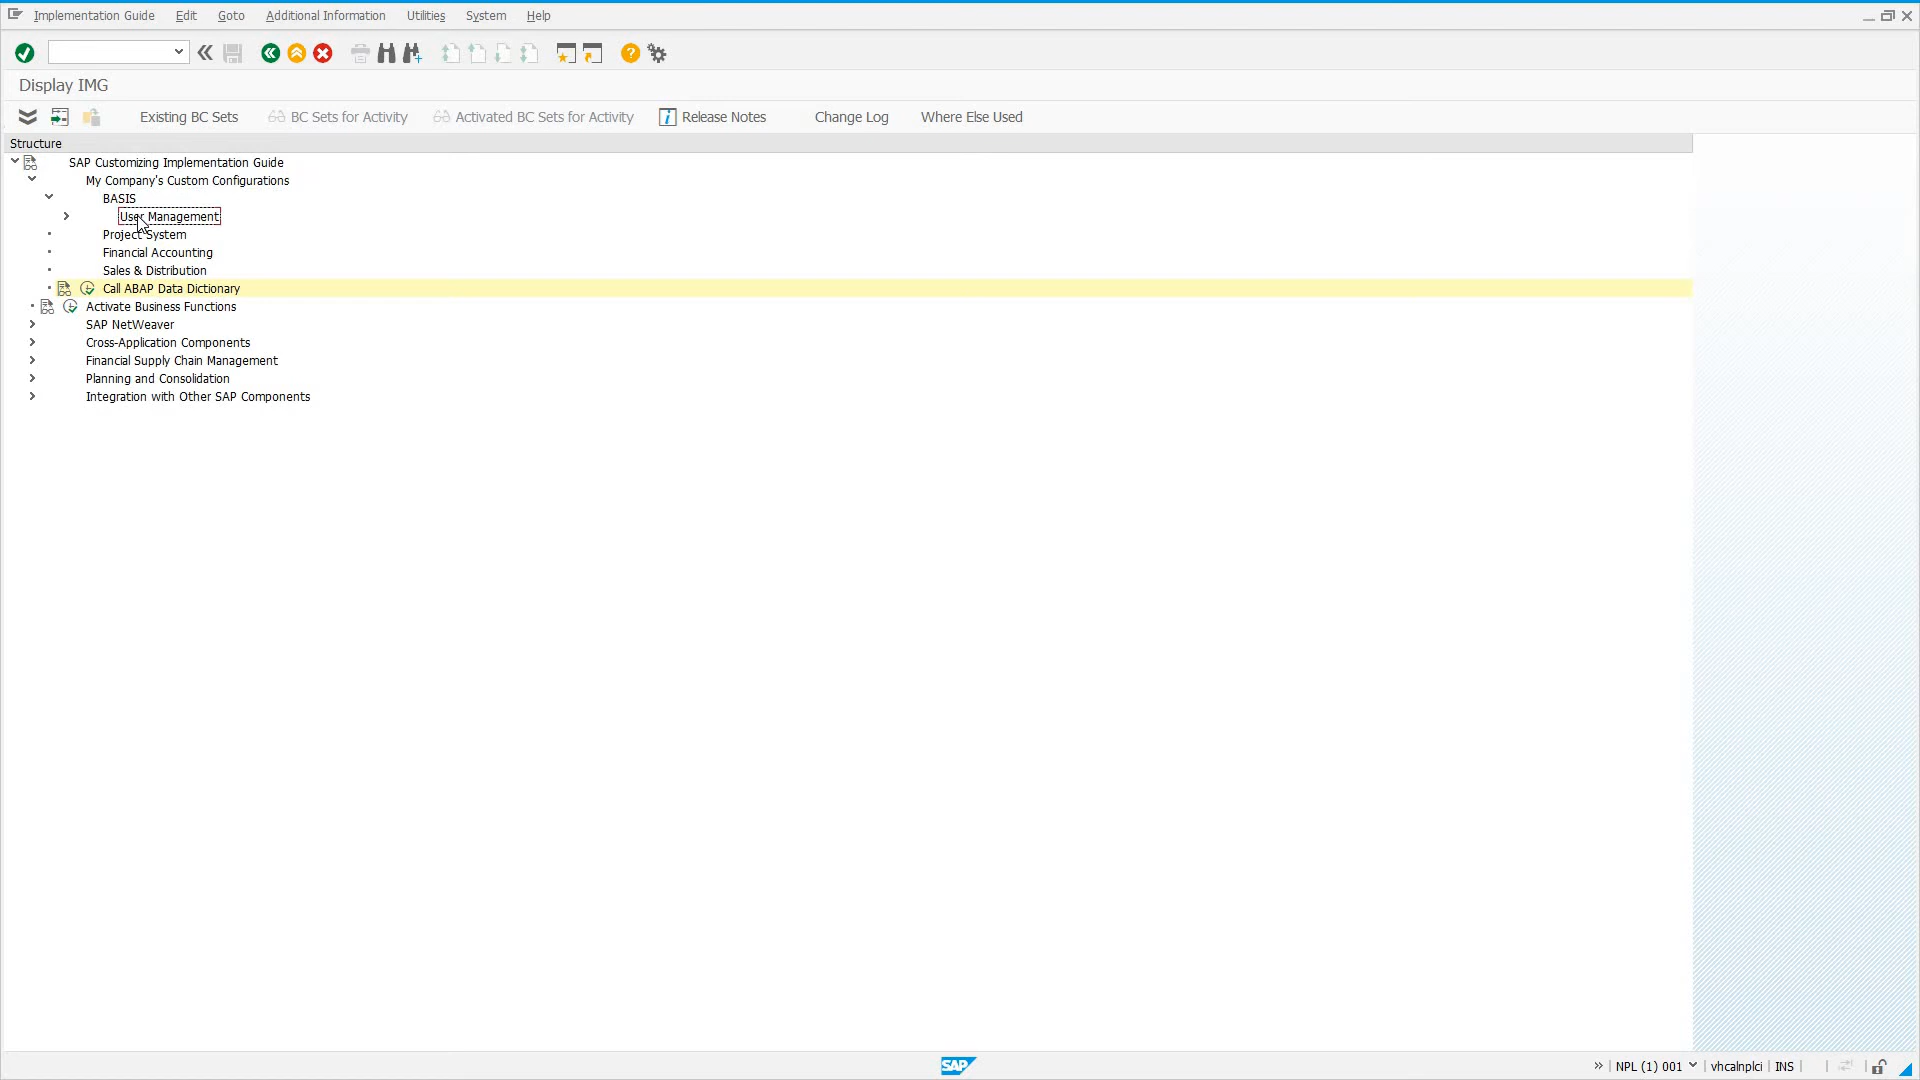 Implementation Guide Edit Goto Additional Information Utilities System Help
Display IMG
Existing BC Sets BC Sets for Activity Activated BC Sets for Activity Release Notes Change Log Where Else Used
Structure
SAP Customizing Implementation Guide
My Company's Custom Configurations
BASIS
User Management
Project System
Financial Accounting
Sales & Distribution
Call ABAP Data Dictionary
Activate Business Functions
SAP NetWeaver
Cross-Application Components
Financial Supply Chain Management
Planning and Consolidation
Integration with Other SAP Components
SAP NPL (1) 001 vhcalnplci INS